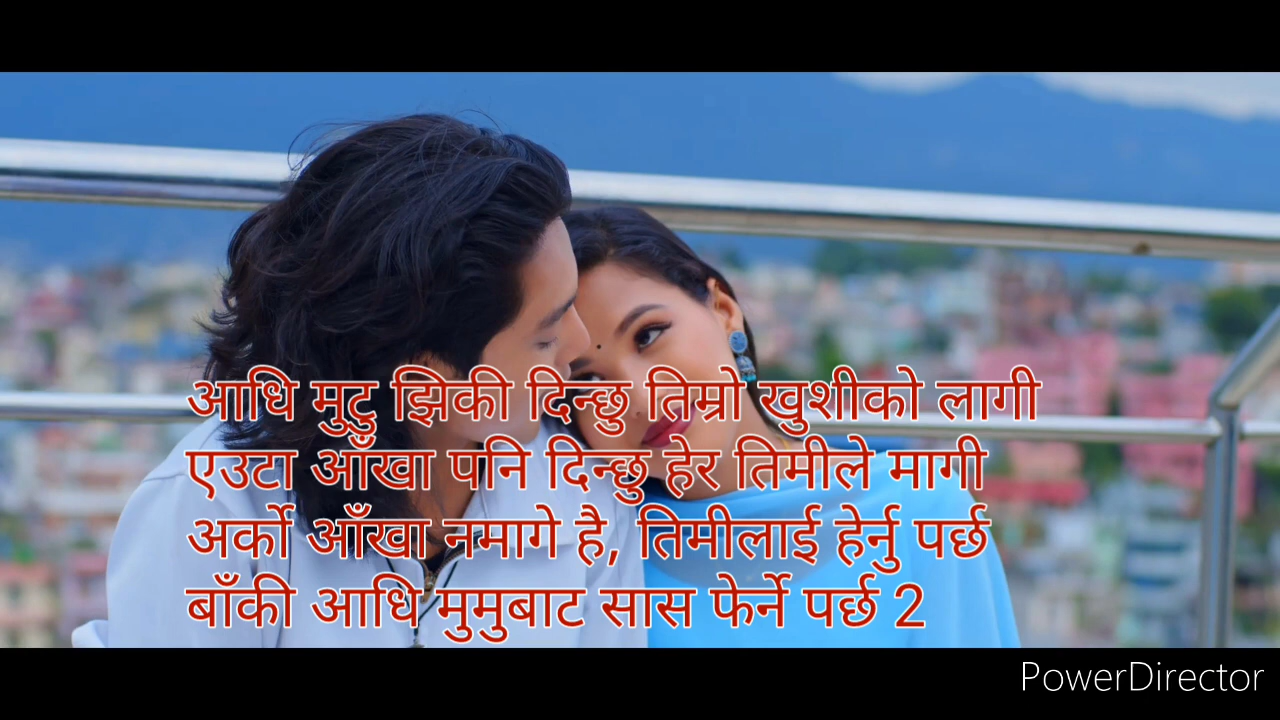 आधि मुटु झिकी दिन्छु तिम्रो खुशीको लागी
एउटा आँखा पनि दिन्छु हेर तिमीले मागी
अर्को आँखा नमागे है, तिमीलाई हेर्नु पर्छ
बाँकी आधि मुमुबाट सास फेर्ने पर्छ 2
PowerDirector